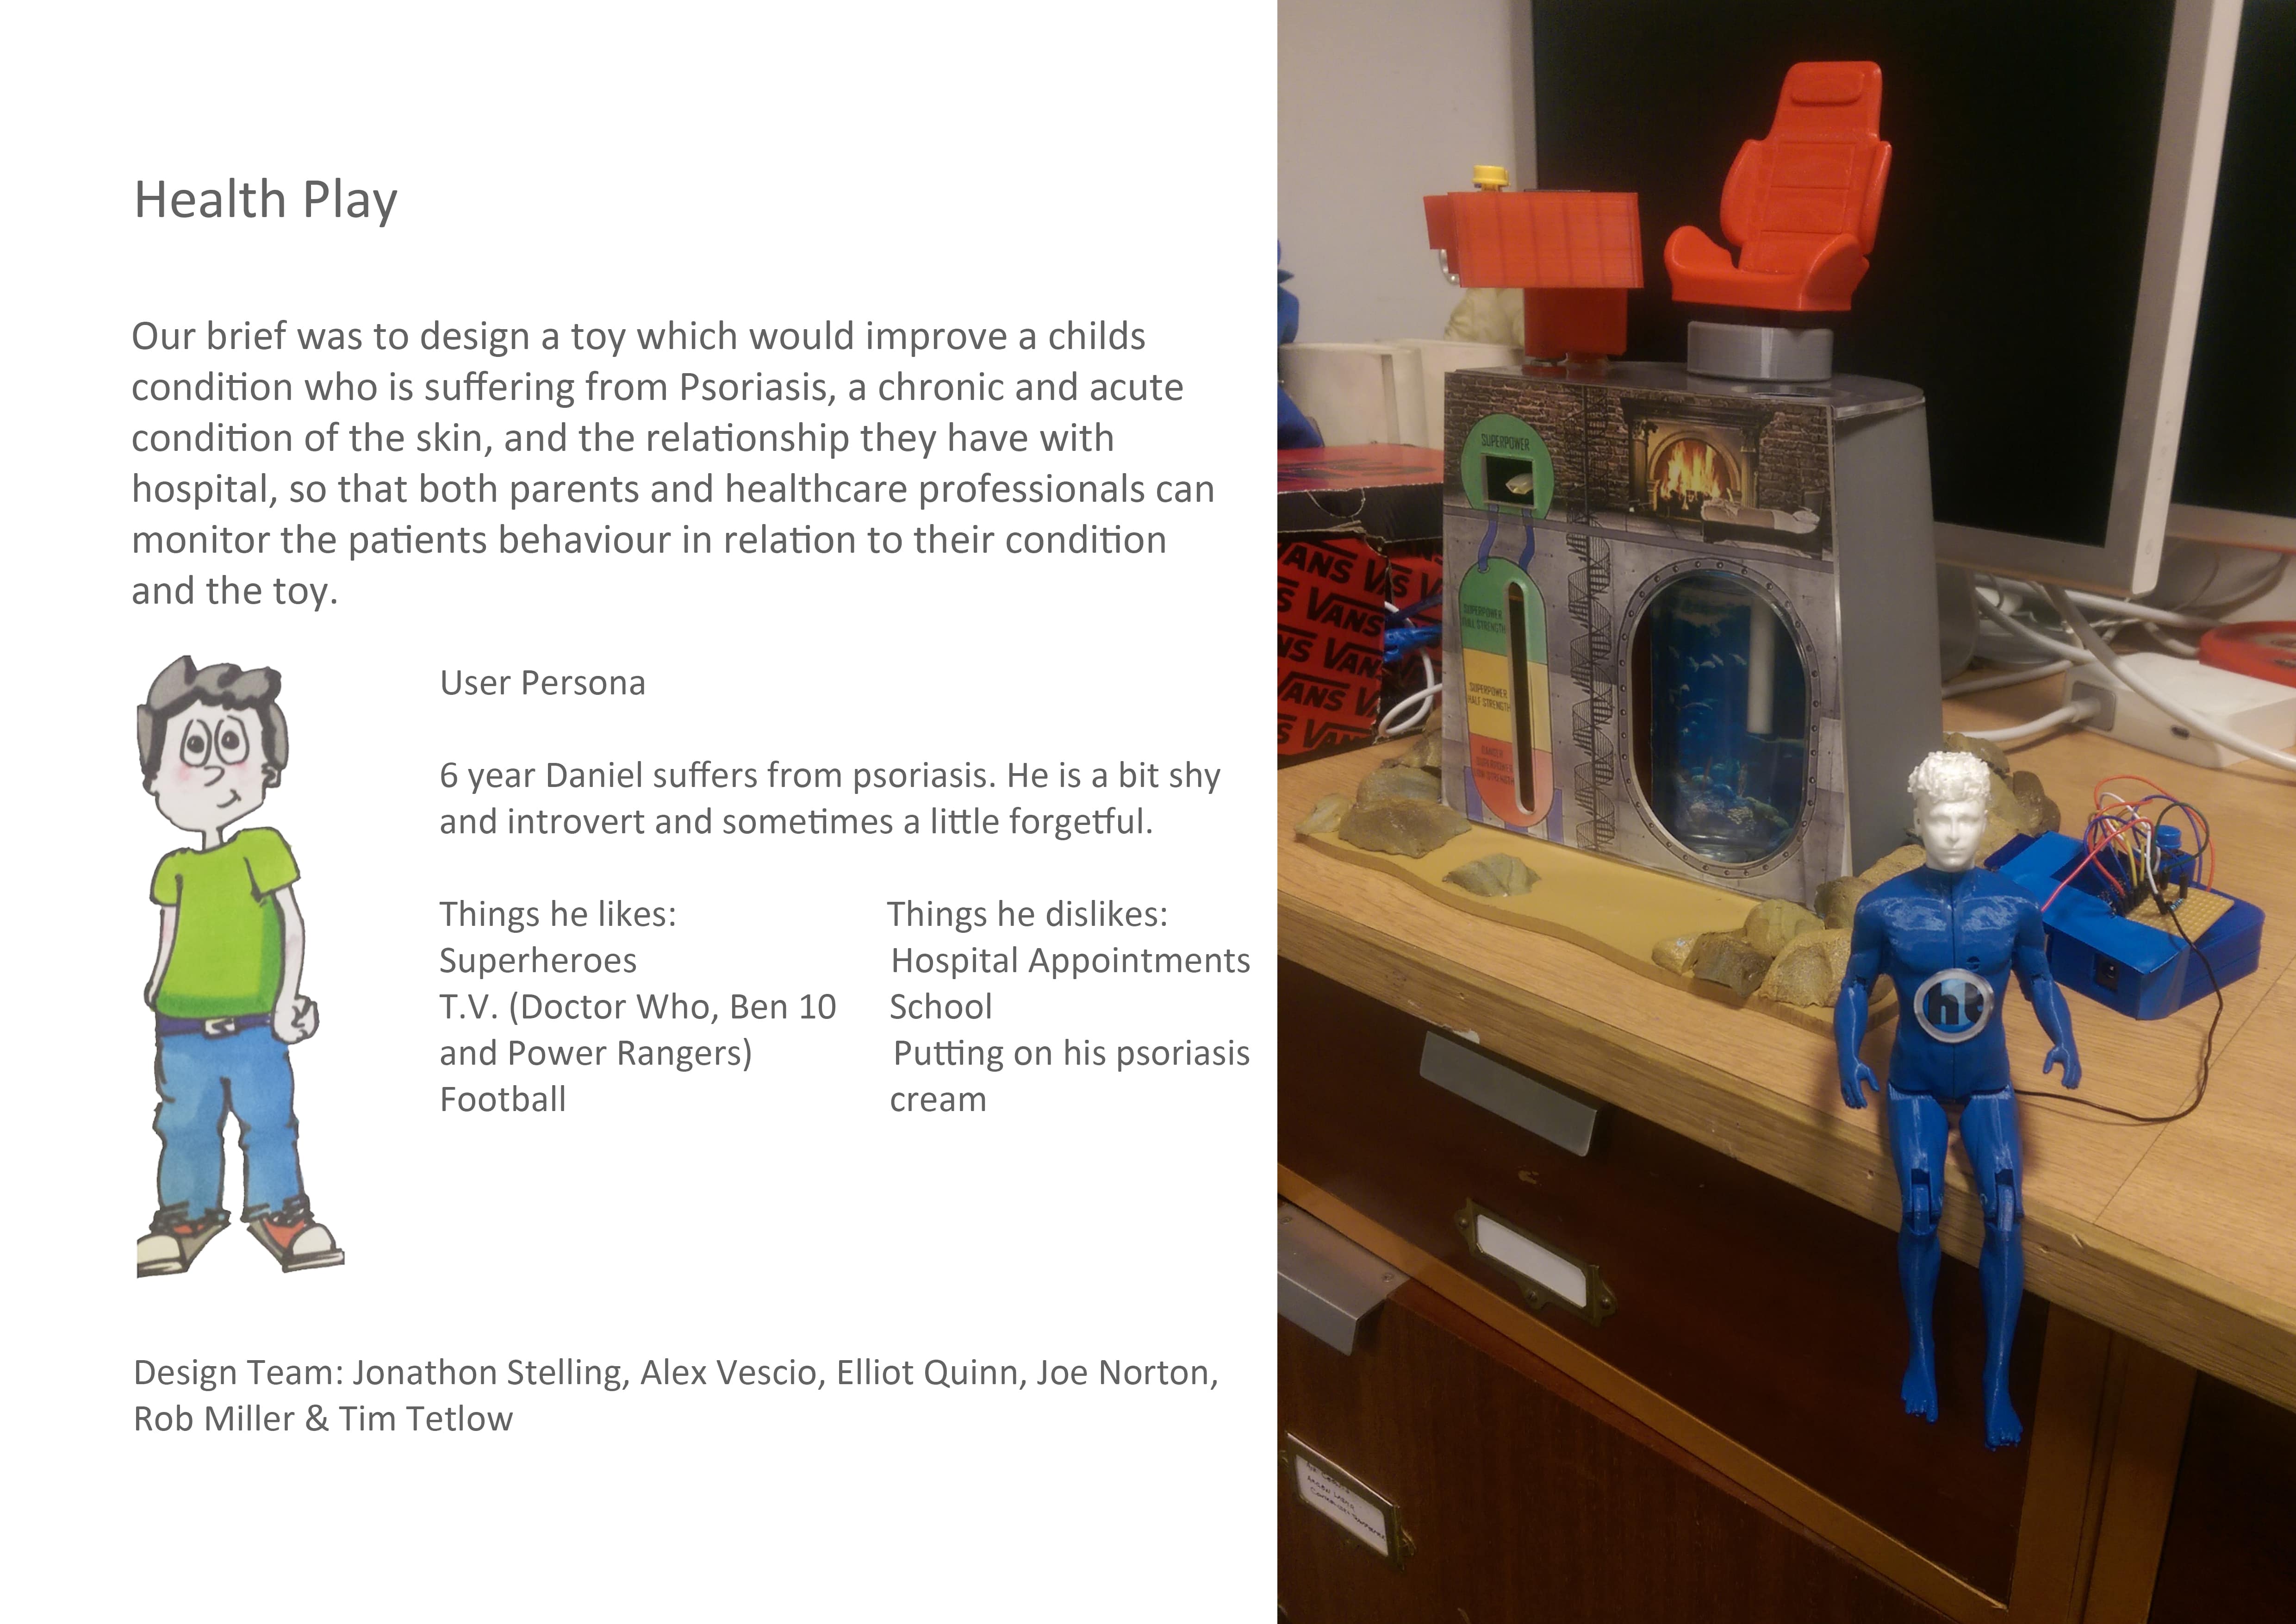 Health Play
Our brief was to design a toy which would improve a childs
condition who is suffering from Psoriasis, a chronic and acute
condition of the skin, and the relationship they have with
hospital, so that both parents and healthcare professionals can
monitor the patients behaviour in relation to their condition
and the toy.
User Persona
6 year Daniel suffers from psoriasis. He is a bit shy
and introvert and sometimes a little forgetful.
Things he likes:
Superheroes
T.V. (Doctor Who, Ben 10
and Power Rangers)
Football
Things he dislikes:
Hospital Appointments
School
Putting on his psoriasis
cream
Design Team: Jonathon Stelling, Alex Vescio, Elliot Quinn, Joe Norton,
Rob Miller & Tim Tetlow
SUPERPOWER
SUPERPOWER
FULL STRENGTH
SUPERPOWER
HALF STRENGTH
DANGER
VANS
VANS
VANS
VANS
ht